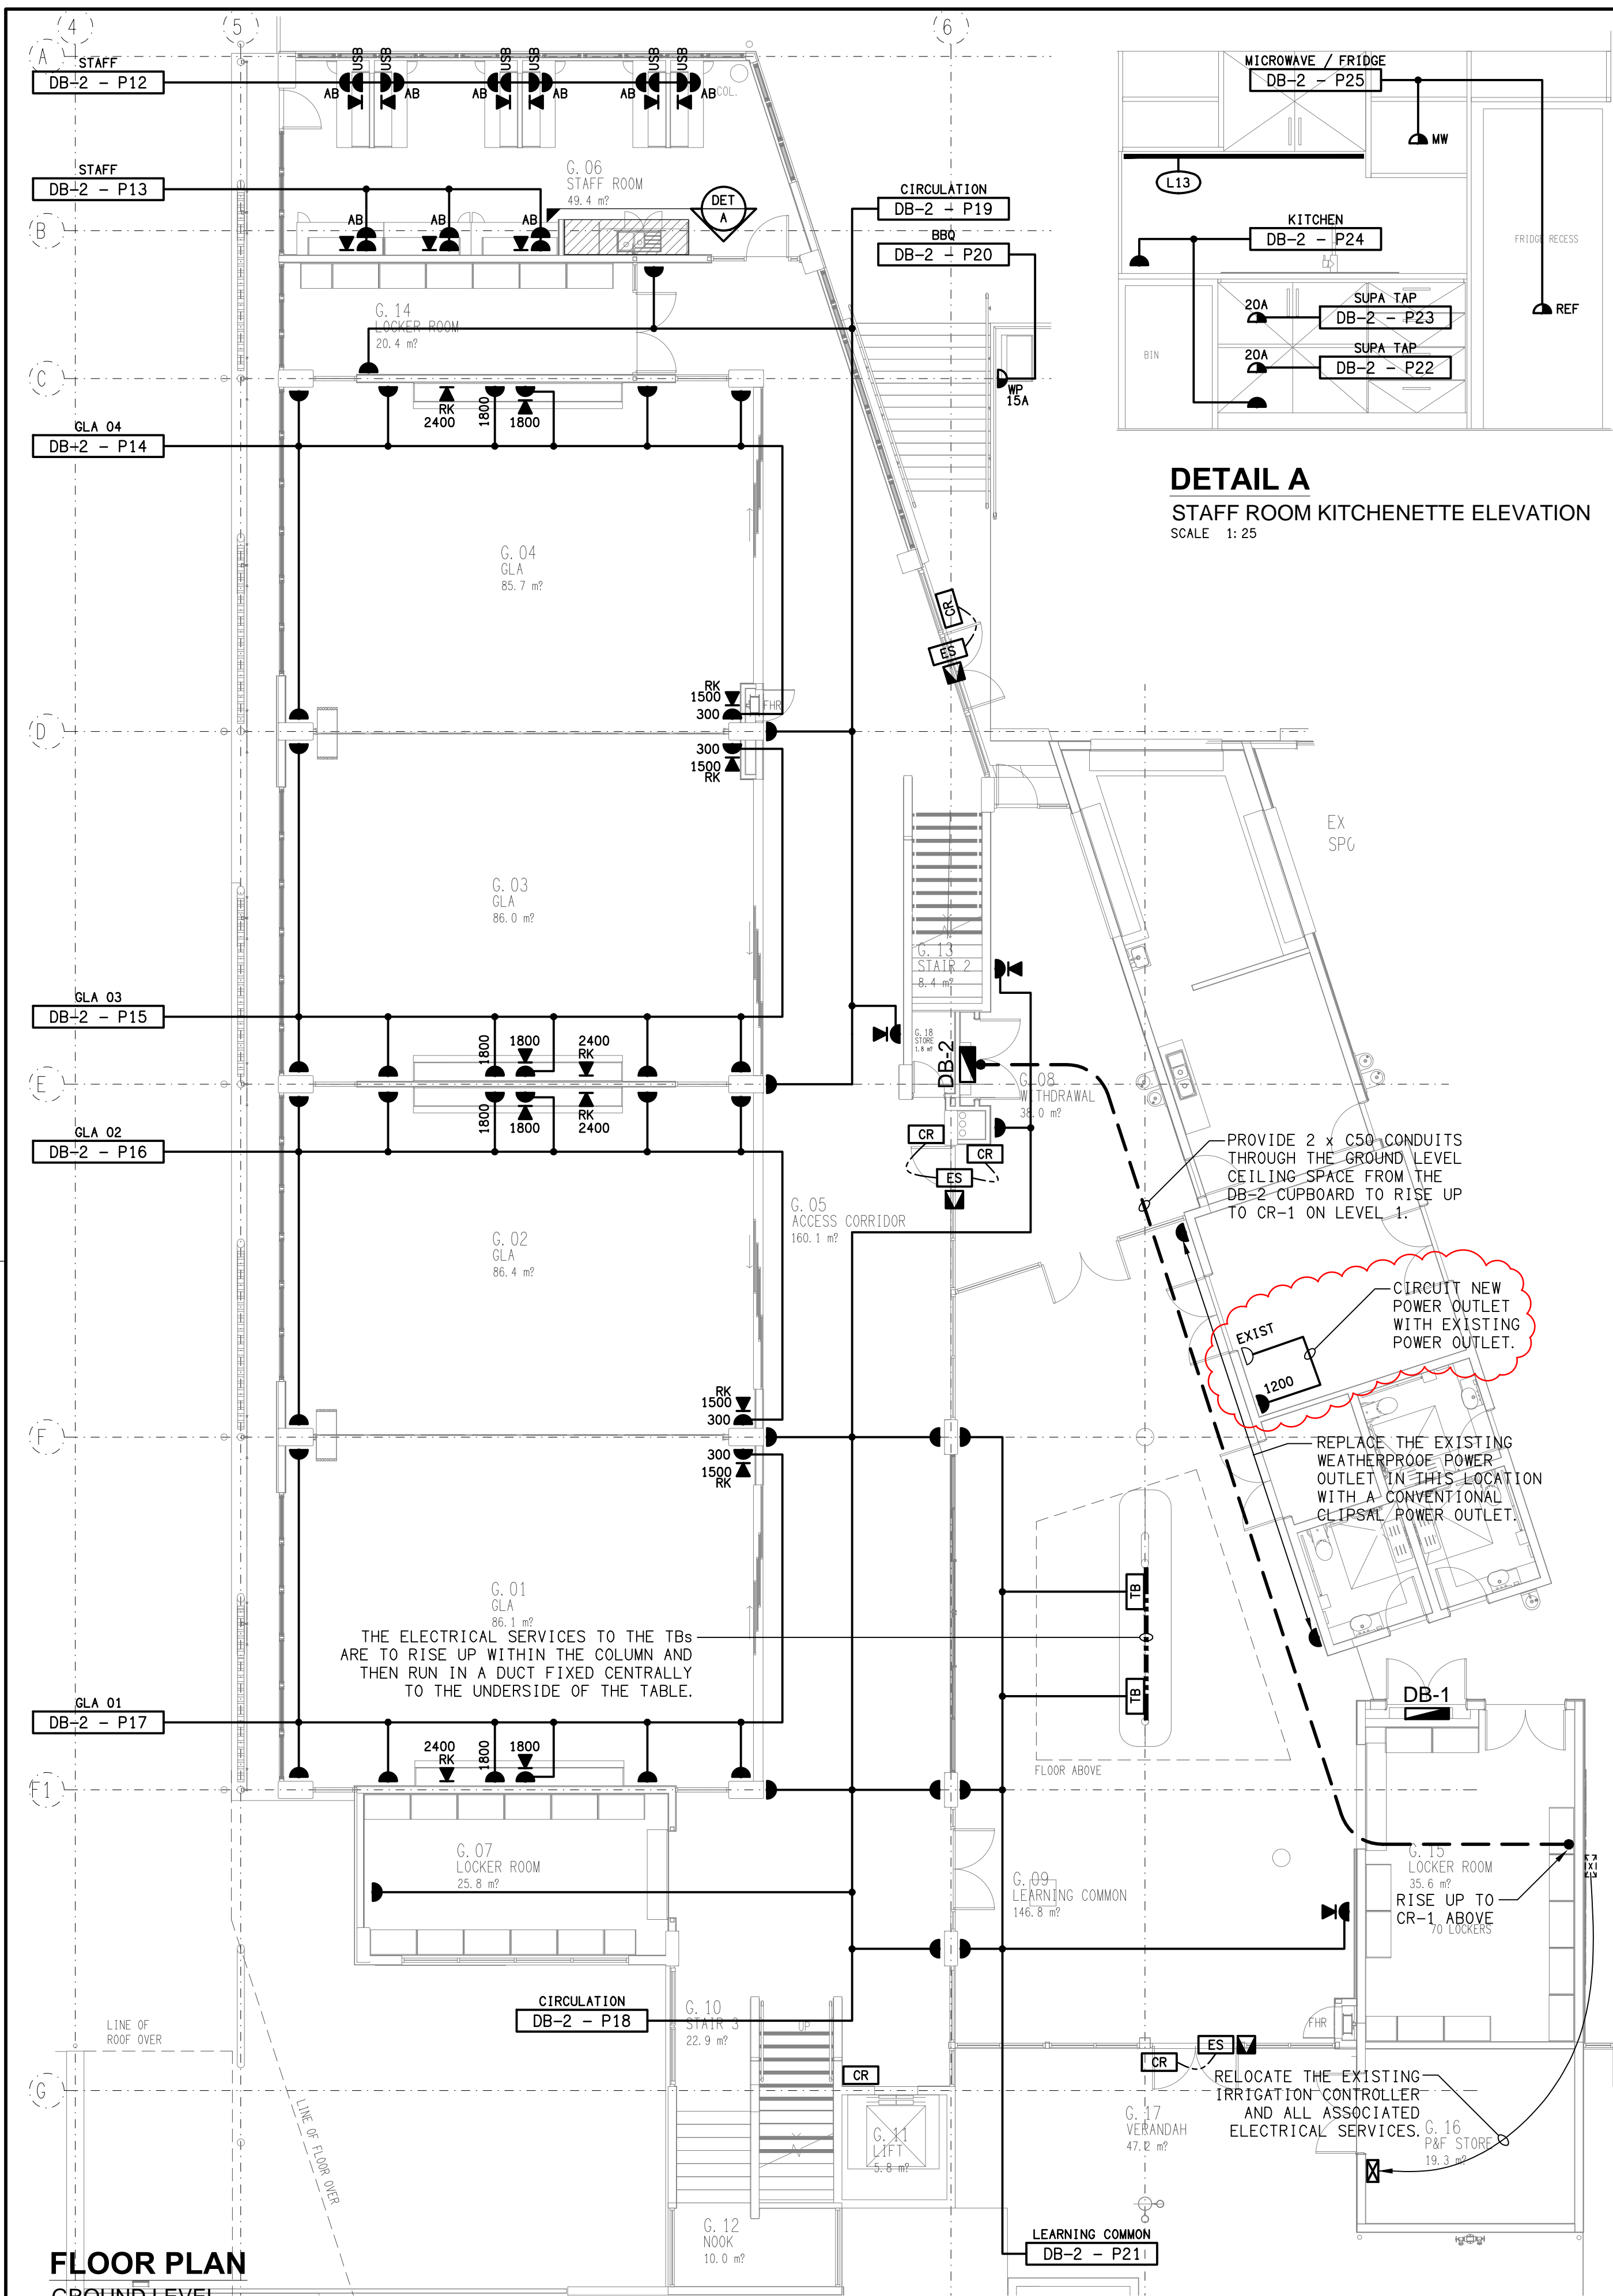 4
5
6
A
STAFF
DB-2 - P12
USB
USB
USB
USB
USB
USB
AB
AB
AB
AB
AB
AB
COL.
STAFF
DB-2 - P13
AB
AB
AB
G.06
STAFF ROOM
49.4 m?
DET
A
B
CIRCULATION
DB-2 - P19
BBQ
DB-2 - P20
MICROWAVE / FRIDGE
DB-2 - P25
MW
L13
KITCHEN
DB-2 - P24
FRIDGE RECESS
20A
SUPA TAP
DB-2 - P23
REF
BIN
20A
SUPA TAP
DB-2 - P22
DETAIL A
STAFF ROOM KITCHENETTE ELEVATION
SCALE 1:25
G.14
LOCKER ROOM
20.4 m?
C
WP
15A
RK
2400
1800
1800
GLA 04
DB-2 - P14
G.04
GLA
85.7 m?
CR
ES
RK
1500
300
FHR
D
300
1500
RK
EX
SPO
G.03
GLA
86.0 m?
G.13
STAIR 2
8.4 m?
GLA 03
DB-2 - P15
1800
1800
2400
RK
G.18
STORE
1.8 m?
DB-2
E
G.08
WITHDRAWAL
38.0 m?
1800
1800
RK
2400
GLA 02
DB-2 - P16
CR
CR
ES
PROVIDE 2 x C50 CONDUITS
THROUGH THE GROUND LEVEL
CEILING SPACE FROM THE
DB-2 CUPBOARD TO RISE UP
TO CR-1 ON LEVEL 1.
G.05
ACCESS CORRIDOR
160.1 m?
G.02
GLA
86.4 m?
CIRCUIT NEW
POWER OUTLET
WITH EXISTING
POWER OUTLET.
EXIST
1200
RK
1500
300
F
300
1500
RK
REPLACE THE EXISTING
WEATHERPROOF POWER
OUTLET IN THIS LOCATION
WITH A CONVENTIONAL
CLIPSAL POWER OUTLET.
G.01
GLA
86.1 m?
TB
TB
THE ELECTRICAL SERVICES TO THE TBs
ARE TO RISE UP WITHIN THE COLUMN AND
THEN RUN IN A DUCT FIXED CENTRALLY
TO THE UNDERSIDE OF THE TABLE.
GLA 01
DB-2 - P17
DB-1
2400
RK
1800
1800
FLOOR ABOVE
F1
G.07
LOCKER ROOM
25.8 m?
G.09
LEARNING COMMON
146.8 m?
G.15
LOCKER ROOM
35.6 m?
RISE UP TO
CR-1 ABOVE
70 LOCKERS
CIRCULATION
DB-2 - P18
G.10
STAIR 3
22.9 m?
UP
LINE OF
ROOF OVER
FHR
ES
CR
CR
G
LINE OF FLOOR OVER
RELOCATE THE EXISTING
IRRIGATION CONTROLLER
AND ALL ASSOCIATED
ELECTRICAL SERVICES.
G.11
LIFT
5.8 m?
G.17
VERANDAH
47.2 m?
G.16
P&F STORE
19.3 m?
G.12
NOOK
10.0 m?
LEARNING COMMON
DB-2 - P21
FLOOR PLAN
GROUND LEVEL